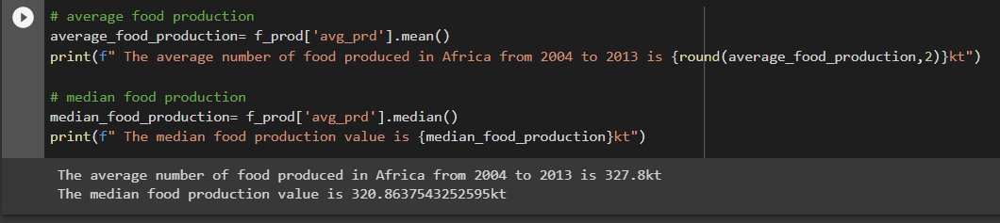 # average food production
average_food_production= f_prod['avg_prd'].mean()
print(f" The average number of food produced in Africa from 2004 to 2013 is {round(average_food_production,2)}kt")
# median food production
median_food_production= f_prod['avg_prd'].median()
print(f" The median food production value is {median_food_production}kt")
The average number of food produced in Africa from 2004 to 2013 is 327.8kt
The median food production value is 320.8637543252595kt